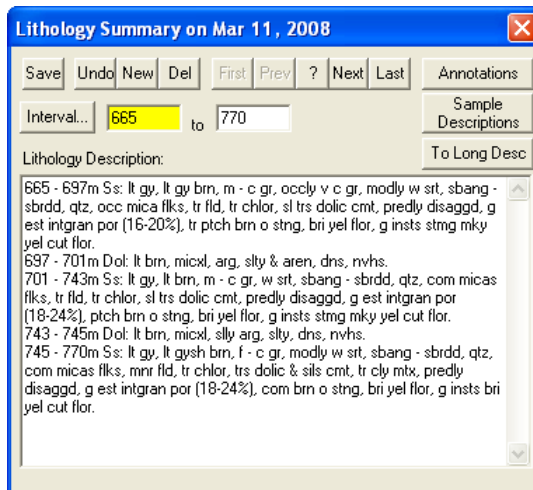 Lithology Summary on Mar 11, 2008
Save Undo New Del First Prev ? Next Last Annotations
Interval... 665 to 770 Sample Descriptions
Lithology Description: To Long Desc
665 - 697m Ss: lt gy, lt gy brn, m - c gr, occly v c gr, modly w srt, sbang -
sbrdd, qtz, occ mica flks, tr fld, tr chlor, sl trs dolic cmt, predly disaggd, g
est intgran por (16-20%), tr ptch brn o stng, bri yel flor, g insts stmg mky
yel cut flor.
697 - 701m Dol: lt brn, micxl, arg, slty & aren, dns, nvhs.
701 - 743m Ss: lt gy, lt brn, m - c gr, w srt, sbang - sbrdd, qtz, com micas
flks, tr fld, tr chlor, sl trs dolic cmt, predly disaggd, g est intgran por
(18-24%), ptch brn o stng, bri yel flor, g insts stmg mky yel cut flor.
743 - 745m Dol: lt brn, micxl, slly arg, slty, dns, nvhs.
745 - 770m Ss: lt gy, lt gysh brn, f - c gr, modly w srt, sbang - sbrdd, qtz,
com micas flks, mnr fld, tr chlor, trs dolic & sils cmt, tr cly mtx, predly
disaggd, g est intgran por (18-24%), com brn o stng, bri yel flor, g insts bri
yel cut flor.